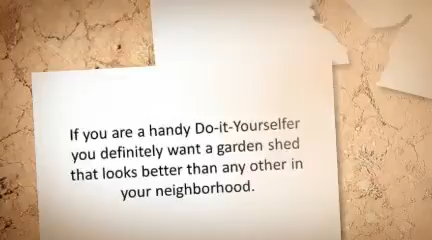 If you are a handy Do-it-Yourselfer
you definitely want a garden shed
that looks better than any other in
your neighborhood.